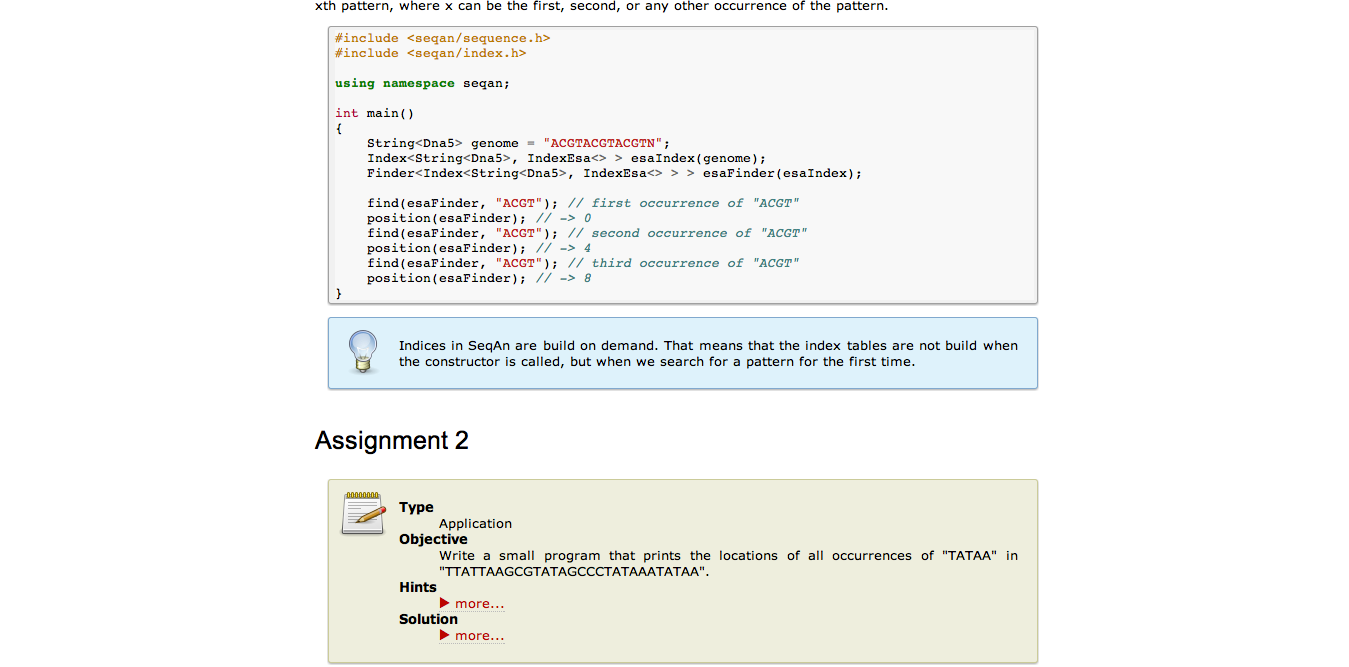 xth pattern, where x can be the first, second, or any other occurrence of the pattern.
#include <seqan/sequence.h>
#include <seqan/index.h>
using namespace seqan;
int main()
{
    String<Dna5> genome = "ACGTACGTACGTN";
    Index<String<Dna5>, IndexEsa<> > esaIndex(genome);
    Finder<Index<String<Dna5>, IndexEsa<> > > esaFinder(esaIndex);
    find(esaFinder, "ACGT"); // first occurrence of "ACGT"
    position(esaFinder); // -> 0
    find(esaFinder, "ACGT"); // second occurrence of "ACGT"
    position(esaFinder); // -> 4
    find(esaFinder, "ACGT"); // third occurrence of "ACGT"
    position(esaFinder); // -> 8
}
Indices in SeqAn are build on demand. That means that the index tables are not build when
the constructor is called, but when we search for a pattern for the first time.
Assignment 2
Type
Application
Objective
Write a small program that prints the locations of all occurrences of "TATAA" in
"TTATTAAGCGTATAGCCCTATAAATATAA".
Hints
more...
Solution
more...